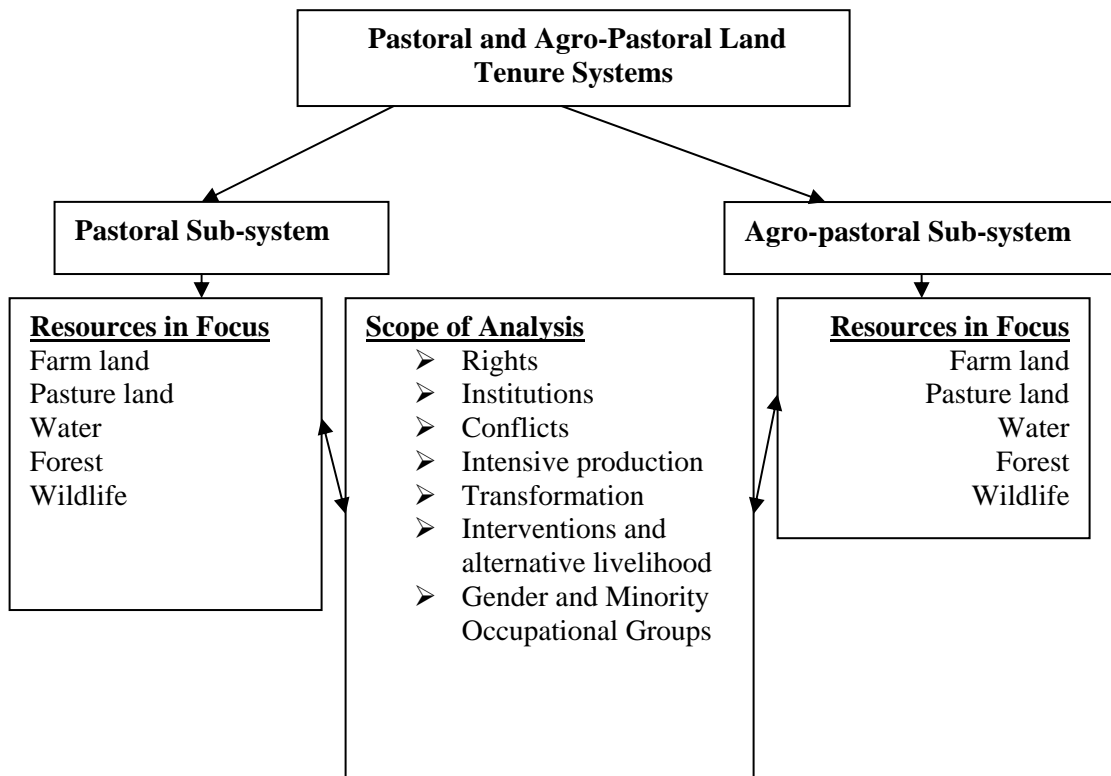 Pastoral and Agro-Pastoral Land
Tenure Systems
Pastoral Sub-system
Agro-pastoral Sub-system
Resources in Focus
Farm land
Pasture land
Water
Forest
Wildlife
Scope of Analysis
➢ Rights
➢ Institutions
➢ Conflicts
➢ Intensive production
➢ Transformation
➢ Interventions and
alternative livelihood
➢ Gender and Minority
Occupational Groups
Resources in Focus
Farm land
Pasture land
Water
Forest
Wildlife